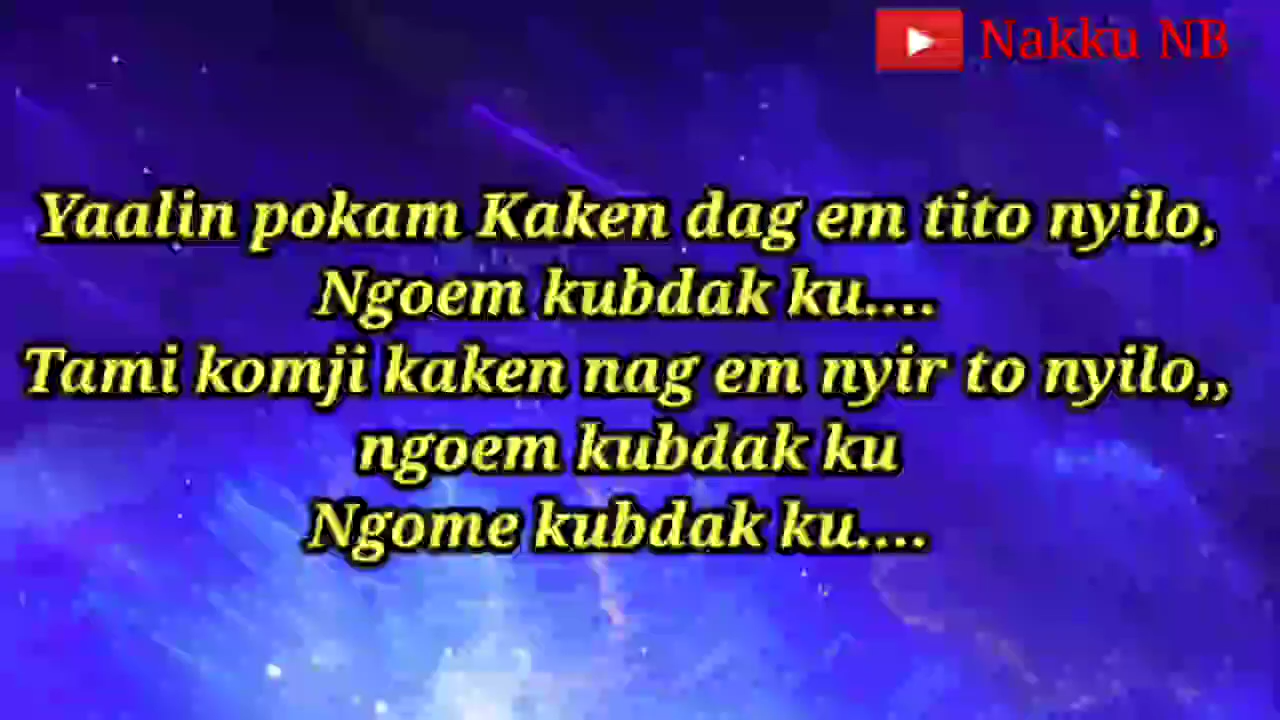 Nakku NB
Yaalin pokam Kaken dag em tito nyilo,
Ngoem kubdak ku....
Tami komji kaken nag em nyir to nyilo,,
ngoem kubdak ku
Ngome kubdak ku....